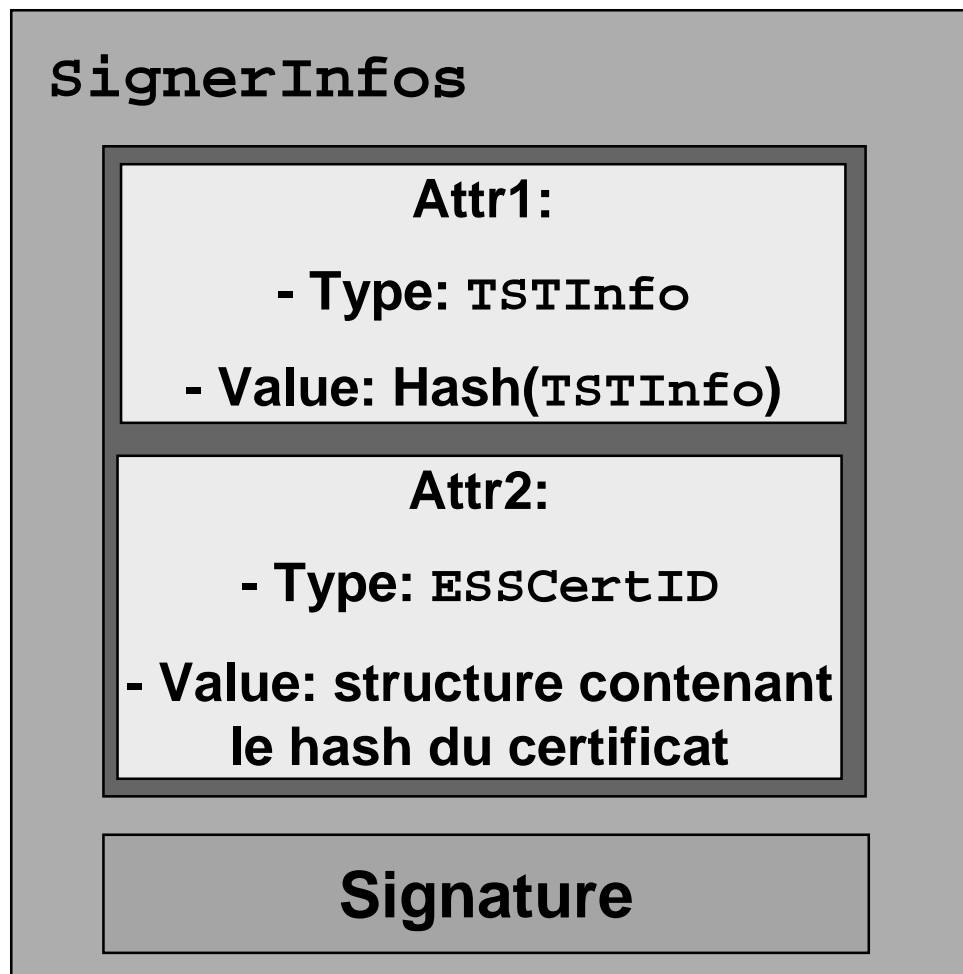 SignerInfos
Attr1:
- Type: TSTInfo
- Value: Hash(TSTInfo)
Attr2:
- Type: ESSCertID
- Value: structure contenant
le hash du certificat
Signature